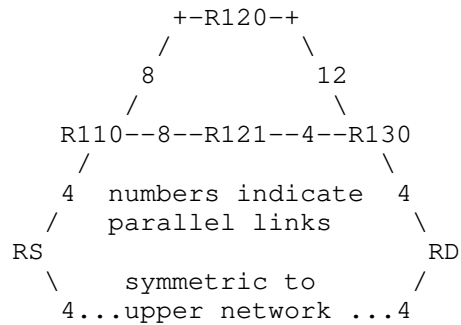 +-R120-+
/ \
8 12
/ \
R110--8--R121--4--R130
/ \
4 numbers indicate 4
/ parallel links \
RS RD
\ symmetric to /
4...upper network ...4